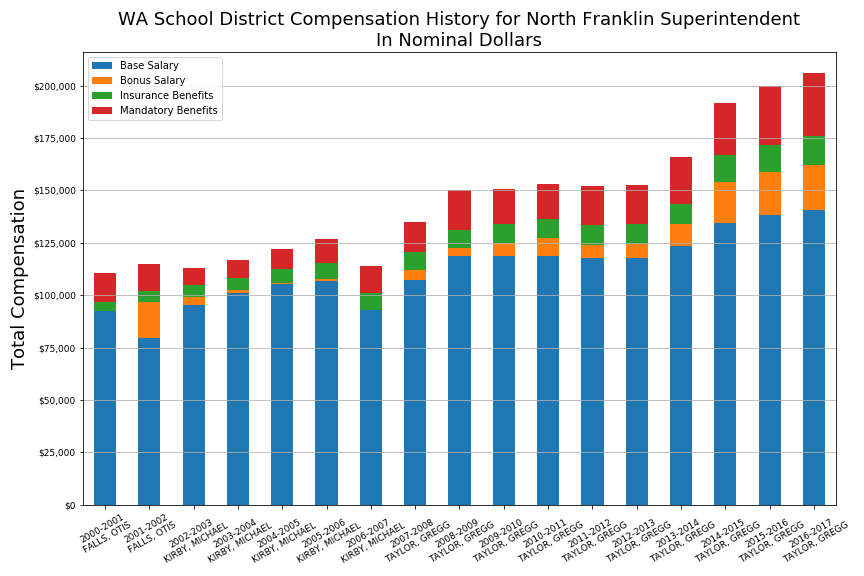 WA School District Compensation History for North Franklin Superintendent
In Nominal Dollars
Base Salary
Bonus Salary
Insurance Benefits
Mandatory Benefits
Total Compensation
$200,000
$175,000
$150,000
$125,000
$100,000
$75,000
$50,000
$25,000
$0
2000-2001
FALLS, OTIS
2001-2002
FALLS, OTIS
2002-2003
KIRBY, MICHAEL
2003-2004
KIRBY, MICHAEL
2004-2005
KIRBY, MICHAEL
2005-2006
KIRBY, MICHAEL
2006-2007
KIRBY, MICHAEL
2007-2008
TAYLOR, GREGG
2008-2009
TAYLOR, GREGG
2009-2010
TAYLOR, GREGG
2010-2011
TAYLOR, GREGG
2011-2012
TAYLOR, GREGG
2012-2013
TAYLOR, GREGG
2013-2014
TAYLOR, GREGG
2014-2015
TAYLOR, GREGG
2015-2016
TAYLOR, GREGG
2016-2017
TAYLOR, GREGG